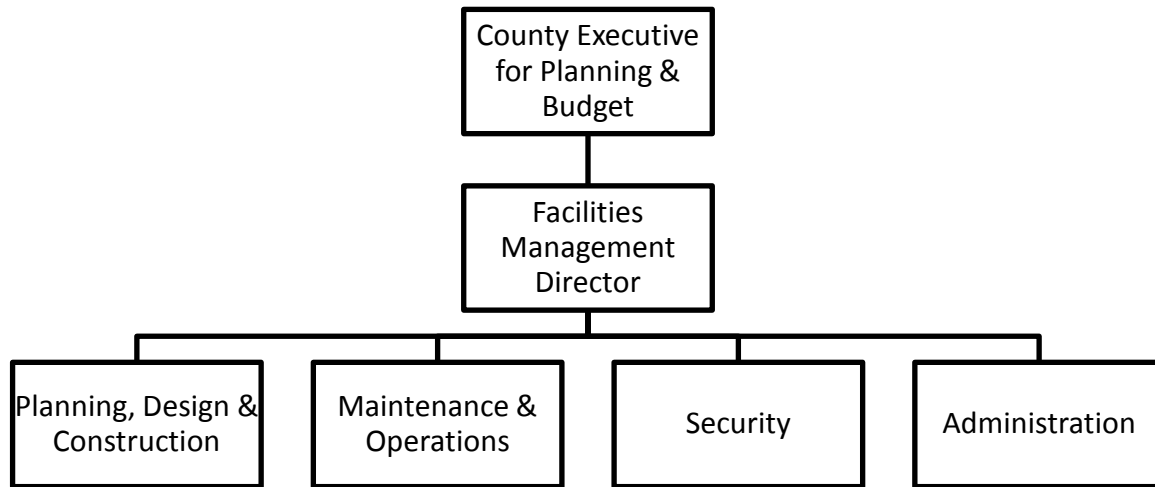 County Executive
for Planning &
Budget
Facilities
Management
Director
Planning, Design &
Construction
Maintenance &
Operations
Security
Administration